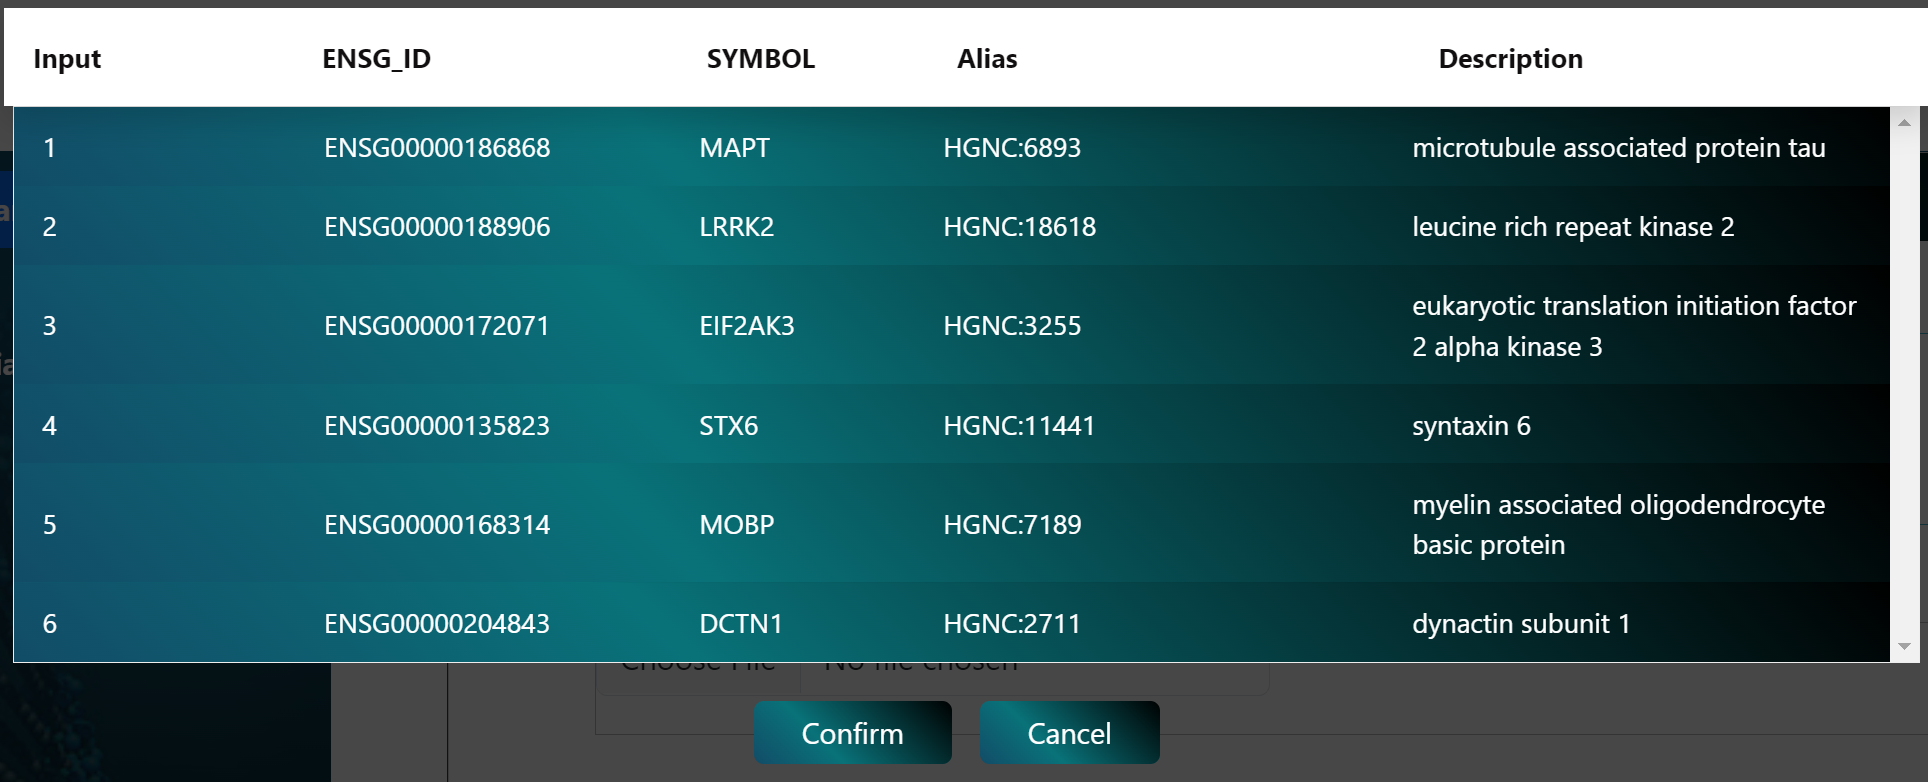 Input ENSG_ID SYMBOL Alias Description
1 ENSG00000186868 MAPT HGNC:6893 microtubule associated protein tau
2 ENSG00000188906 LRRK2 HGNC:18618 leucine rich repeat kinase 2
3 ENSG00000172071 EIF2AK3 HGNC:3255 eukaryotic translation initiation factor
2 alpha kinase 3
4 ENSG00000135823 STX6 HGNC:11441 syntaxin 6
5 ENSG00000168314 MOBP HGNC:7189 myelin associated oligodendrocyte
basic protein
6 ENSG00000204843 DCTN1 HGNC:2711 dynactin subunit 1
Choose File No file chosen
Confirm Cancel